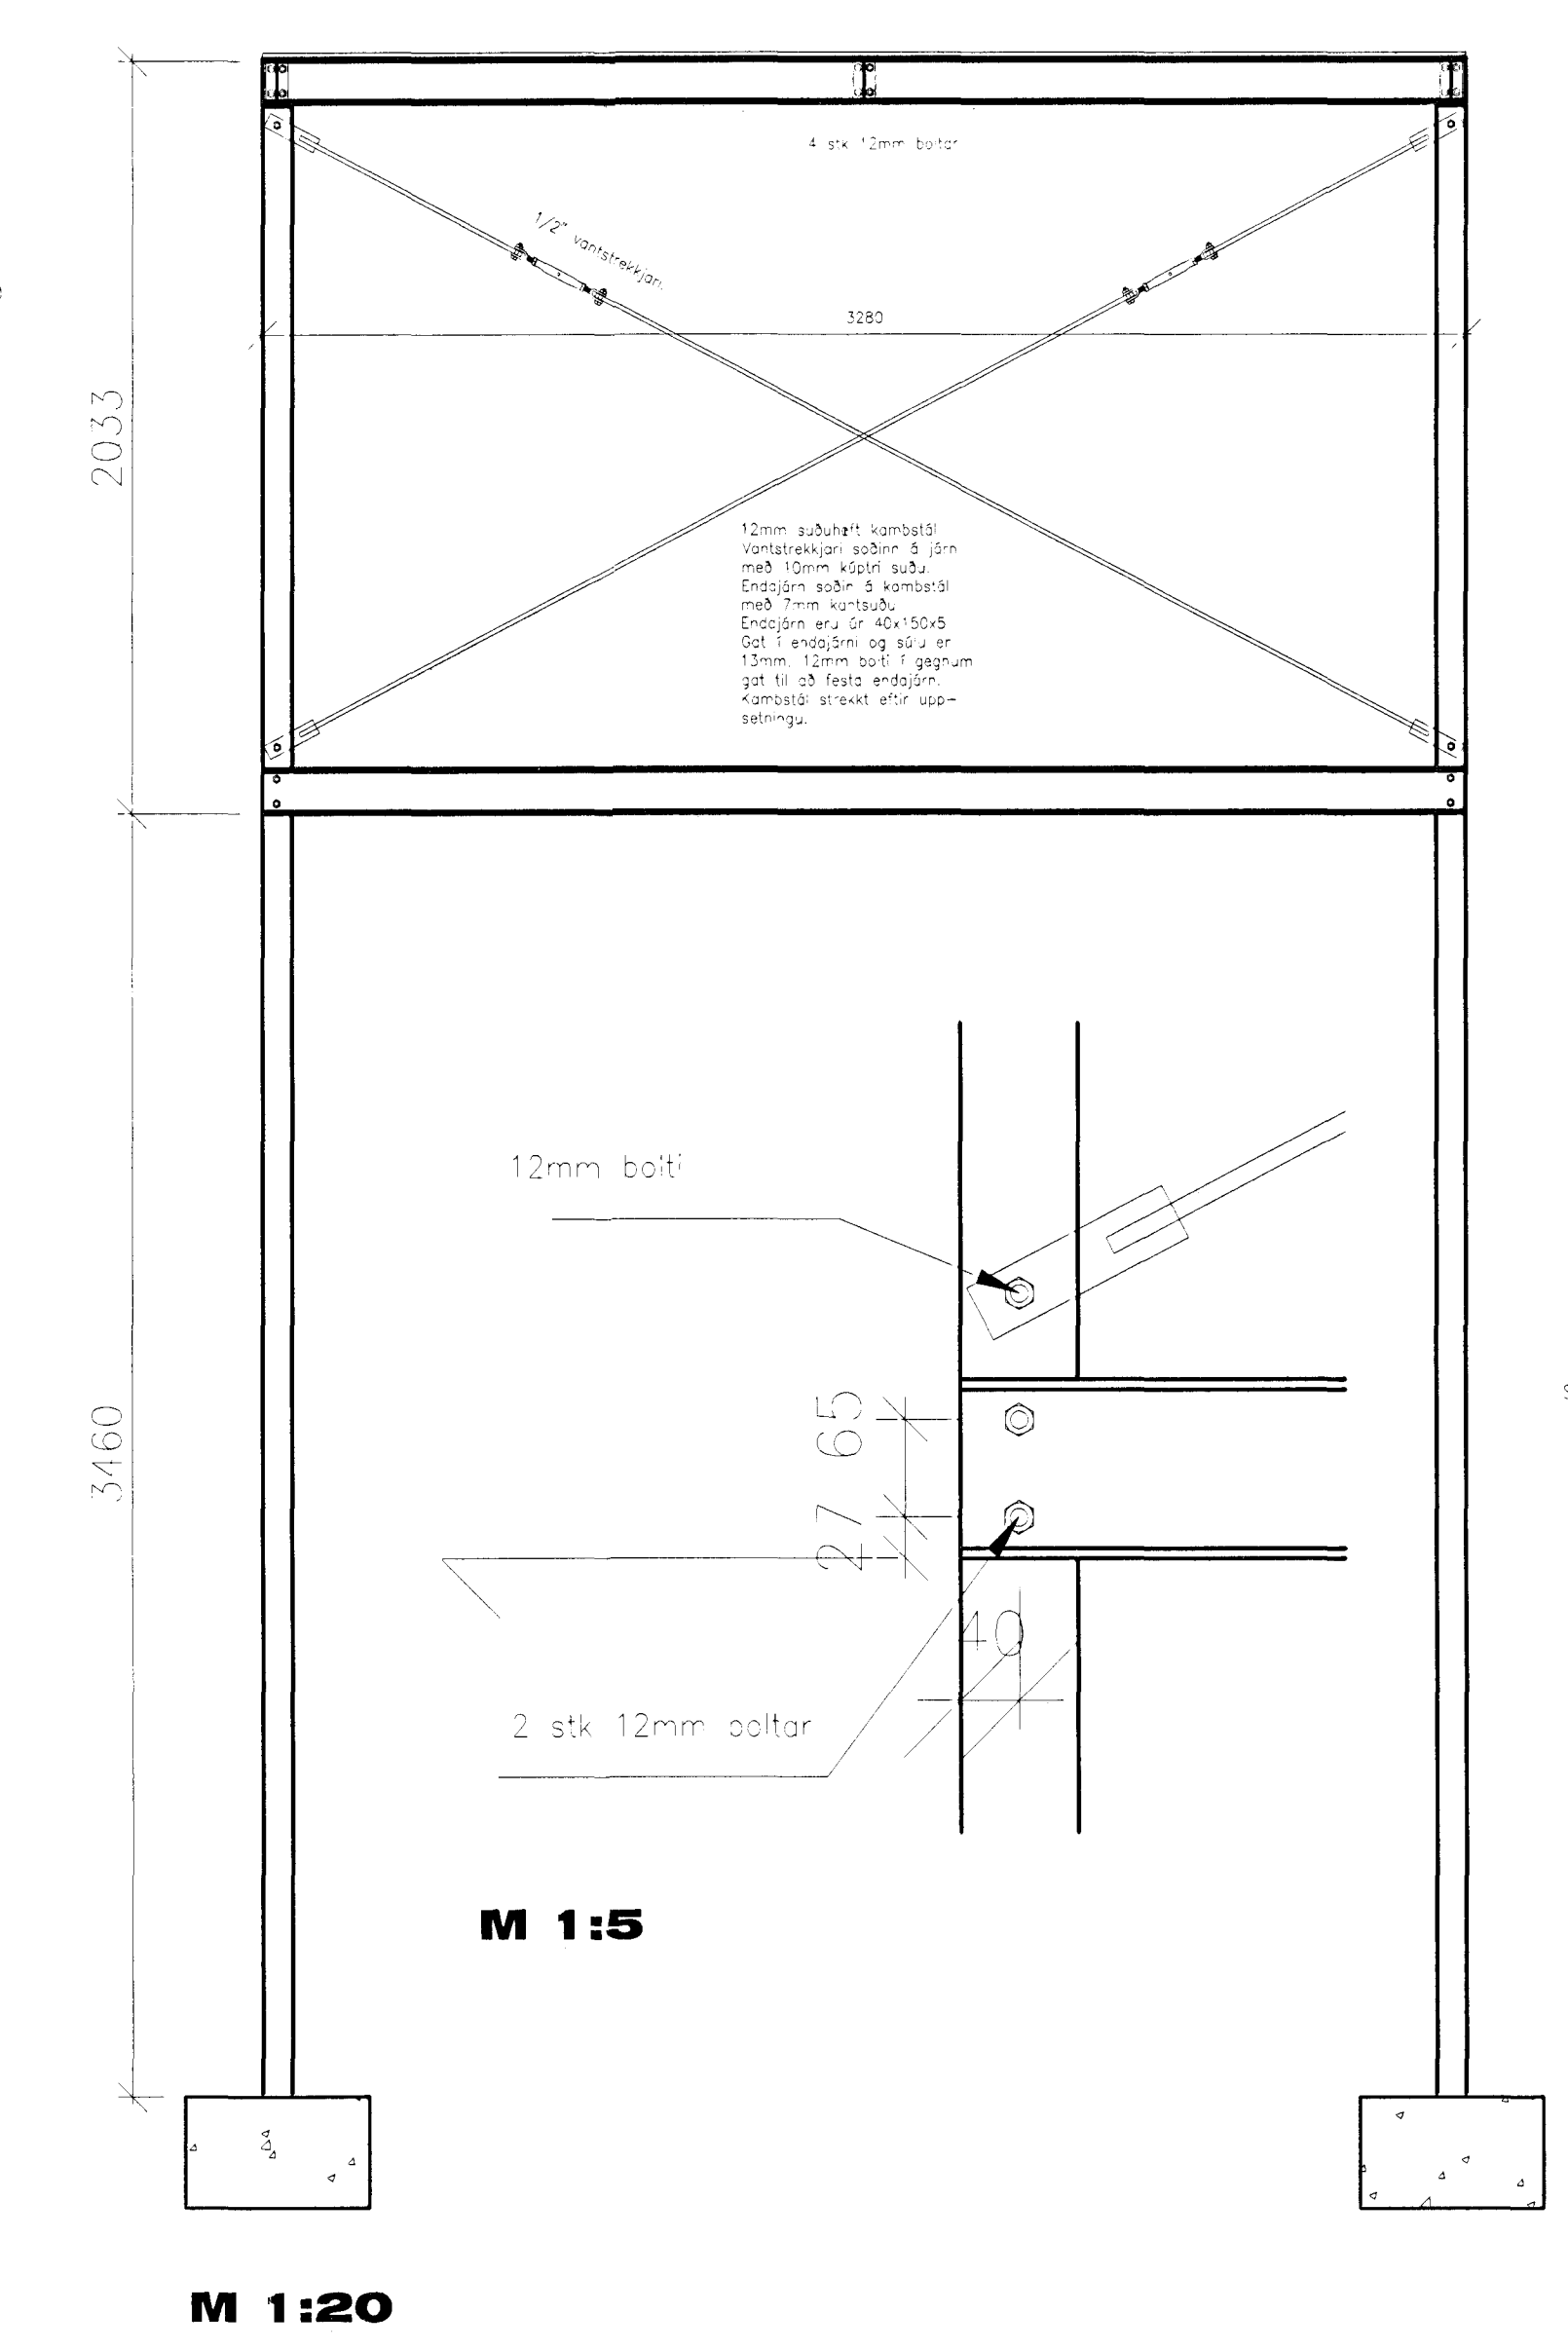 4 stk 12mm boltar
1/2" vantstrekkjari.
3280
2033
12mm suðuhæft kambstál
Vantstrekkjari soðinn á járn
með 10mm kúptri suðu.
Endajárn soðin á kambstál
með 7mm kantsuðu
Endajárn eru úr 40x150x5
Gat í endajárni og súlu er
13mm, 12mm bolti í gegnum
gat til að festa endajárn.
Kambstál strekkt eftir upp-
setningu.
12mm bolti
65
3460
27
40
2 stk 12mm boltar
M 1:5
M 1:20